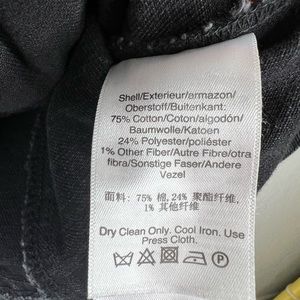 Shell/Exterieur/armazon/
Oberstoff/Buitenkant:
75% Cotton/Coton/algodón/
Baumwolle/Katoen
24% Polyester/poliéster
1% Other Fiber/Autre Fibre/otra
fibra/Sonstige Faser/Andere
Vezel
面料: 75% 棉, 24% 聚酯纤维,
1% 其他纤维
Dry Clean Only. Cool Iron. Use
Press Cloth.